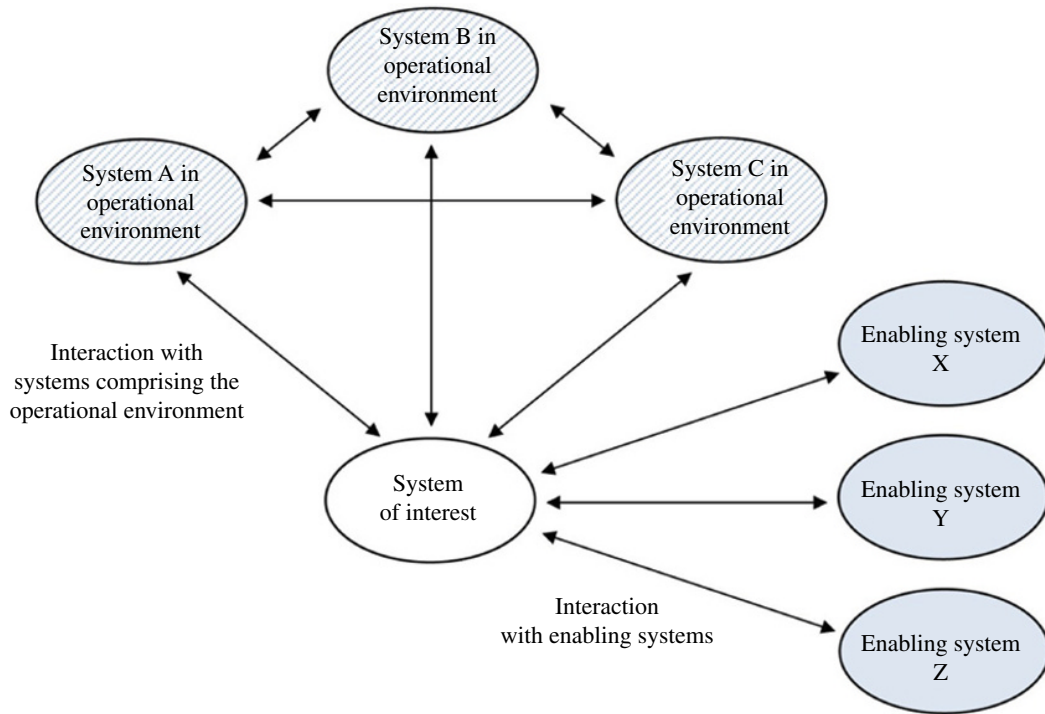 System B in
operational
environment
System A in
operational
environment
System C in
operational
environment
Interaction with
systems comprising the
operational environment
Enabling system
X
System
of interest
Enabling system
Y
Interaction
with enabling systems
Enabling system
Z